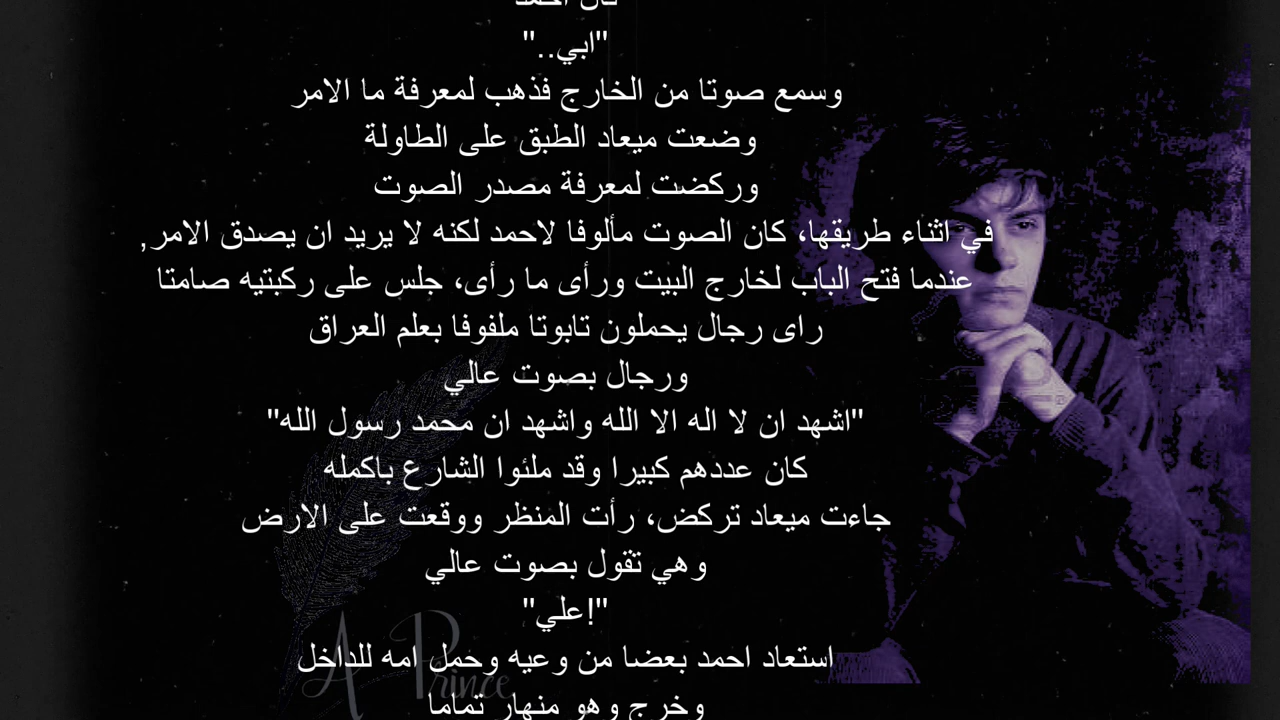 قال احمد
"ابي.."
وسمع صوتا من الخارج فذهب لمعرفة ما الامر
وضعت ميعاد الطبق على الطاولة
وركضت لمعرفة مصدر الصوت
في اثناء طريقها، كان الصوت مألوفا لاحمد لكنه لا يريد ان يصدق الامر,
عندما فتح الباب لخارج البيت ورأى ما رأى، جلس على ركبتيه صامتا
راى رجال يحملون تابوتا ملفوفا بعلم العراق
ورجال بصوت عالي
"اشهد ان لا اله الا الله واشهد ان محمد رسول الله"
كان عددهم كبيرا وقد ملئوا الشارع باكمله
جاءت ميعاد تركض، رأت المنظر ووقعت على الارض
وهي تقول بصوت عالي
"علي!"
استعاد احمد بعضا من وعيه وحمل امه للداخل
وخرج وهو منهار تماما
A Prince